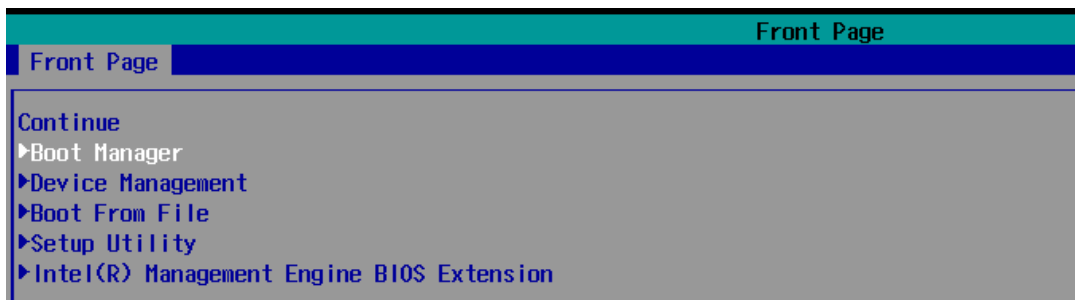 Front Page
Front Page
Continue
▶Boot Manager
▶Device Management
▶Boot From File
▶Setup Utility
▶Intel(R) Management Engine BIOS Extension